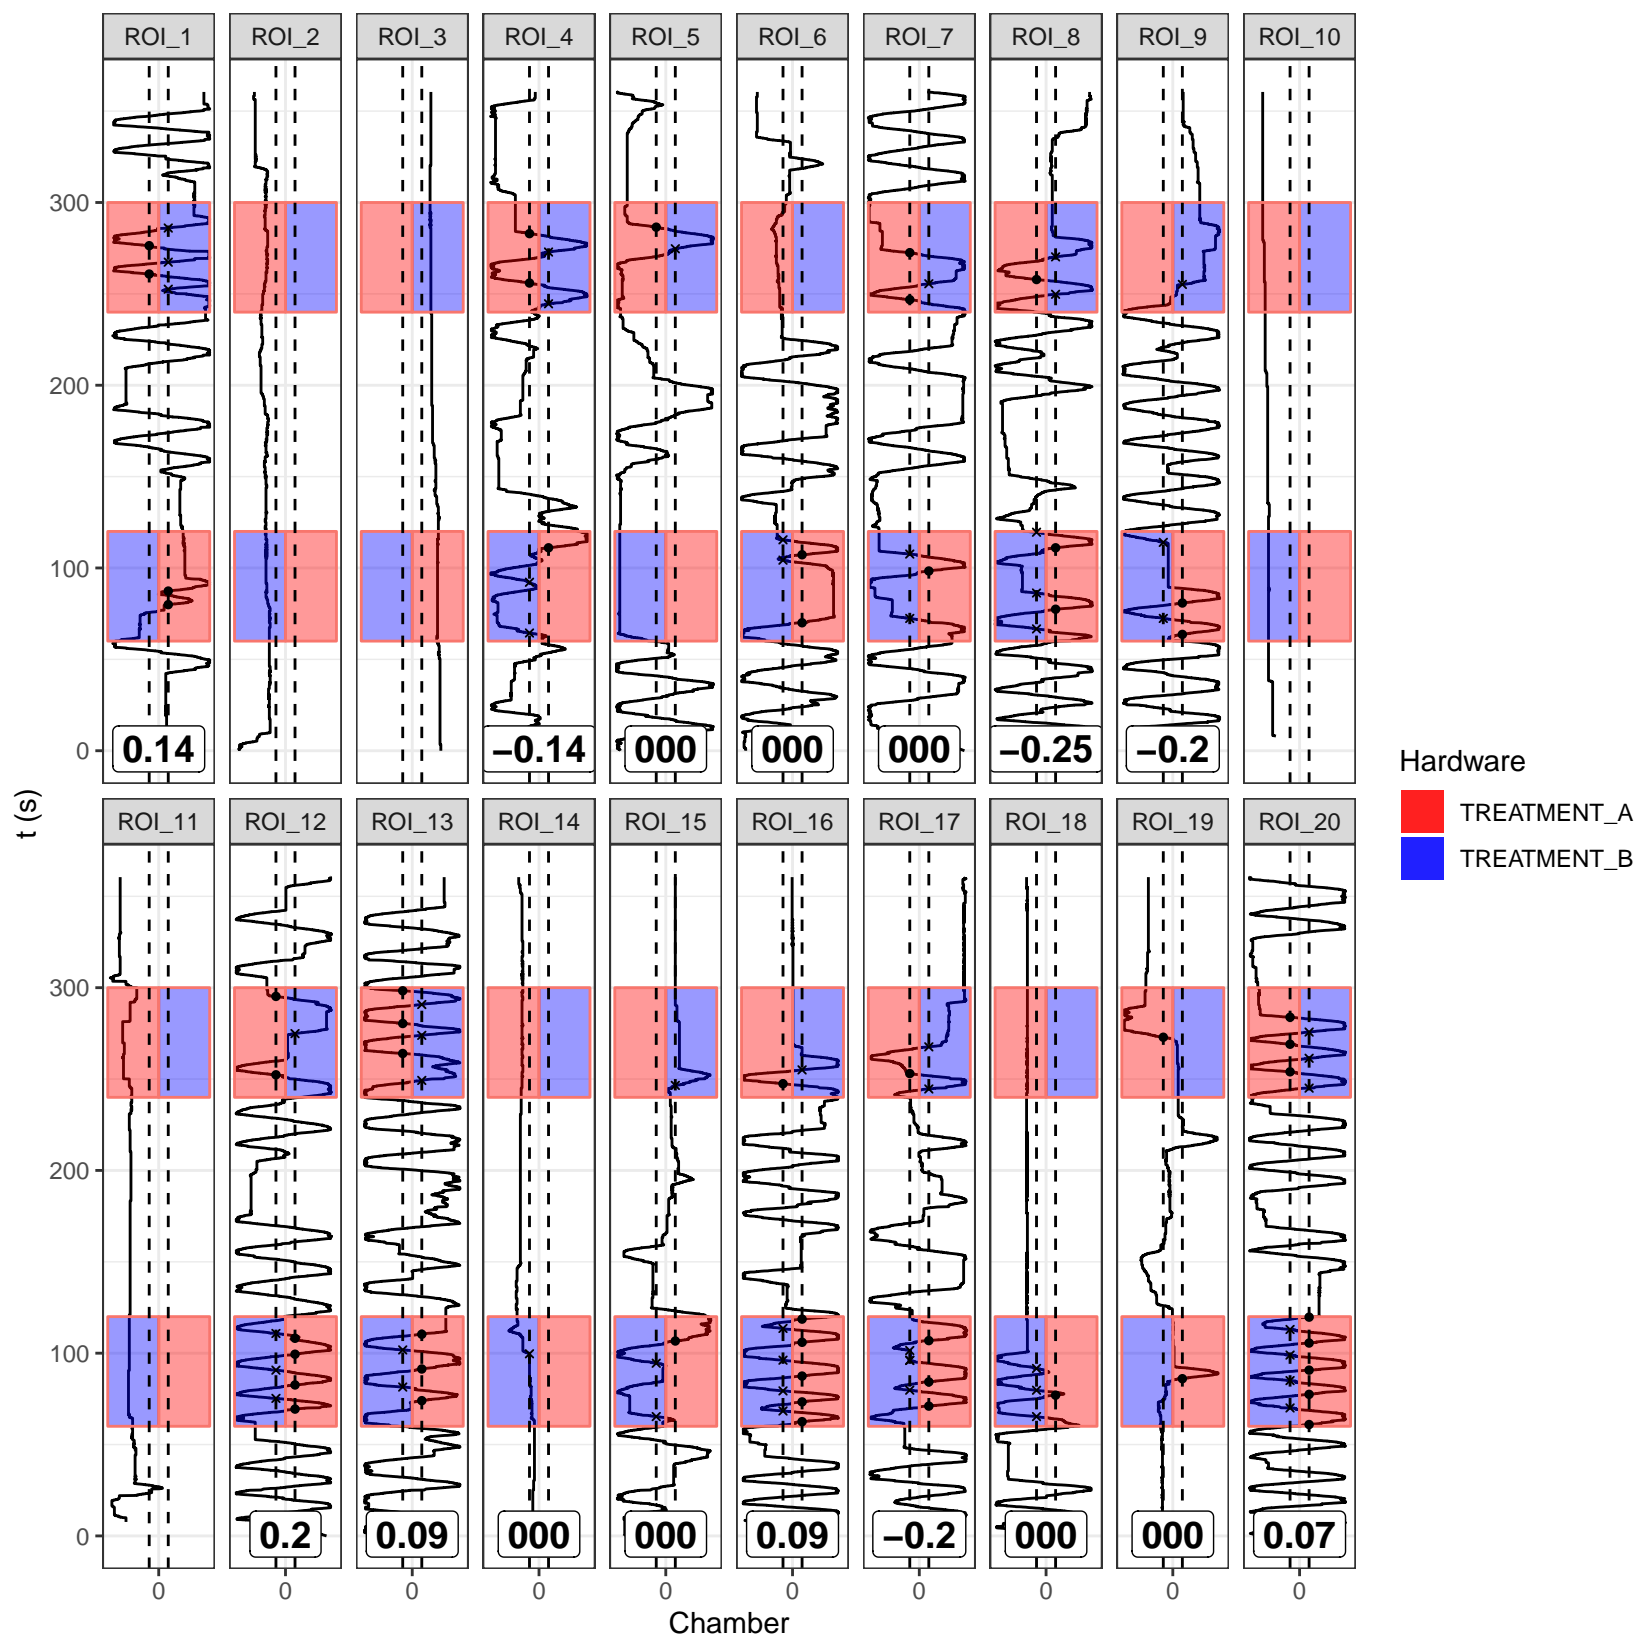 ROI_1 ROI_2 ROI_3 ROI_4 ROI_5 ROI_6 ROI_7 ROI_8 ROI_9 ROI_10
300
200
100
0
0.14 −0.14 000 000 000 −0.25 −0.2
t (s)
ROI_11 ROI_12 ROI_13 ROI_14 ROI_15 ROI_16 ROI_17 ROI_18 ROI_19 ROI_20
300
200
100
0
0.2 0.09 000 000 0.09 −0.2 000 000 0.07
0 0 0 0 0 0 0 0 0 0
Chamber
Hardware
TREATMENT_A
TREATMENT_B